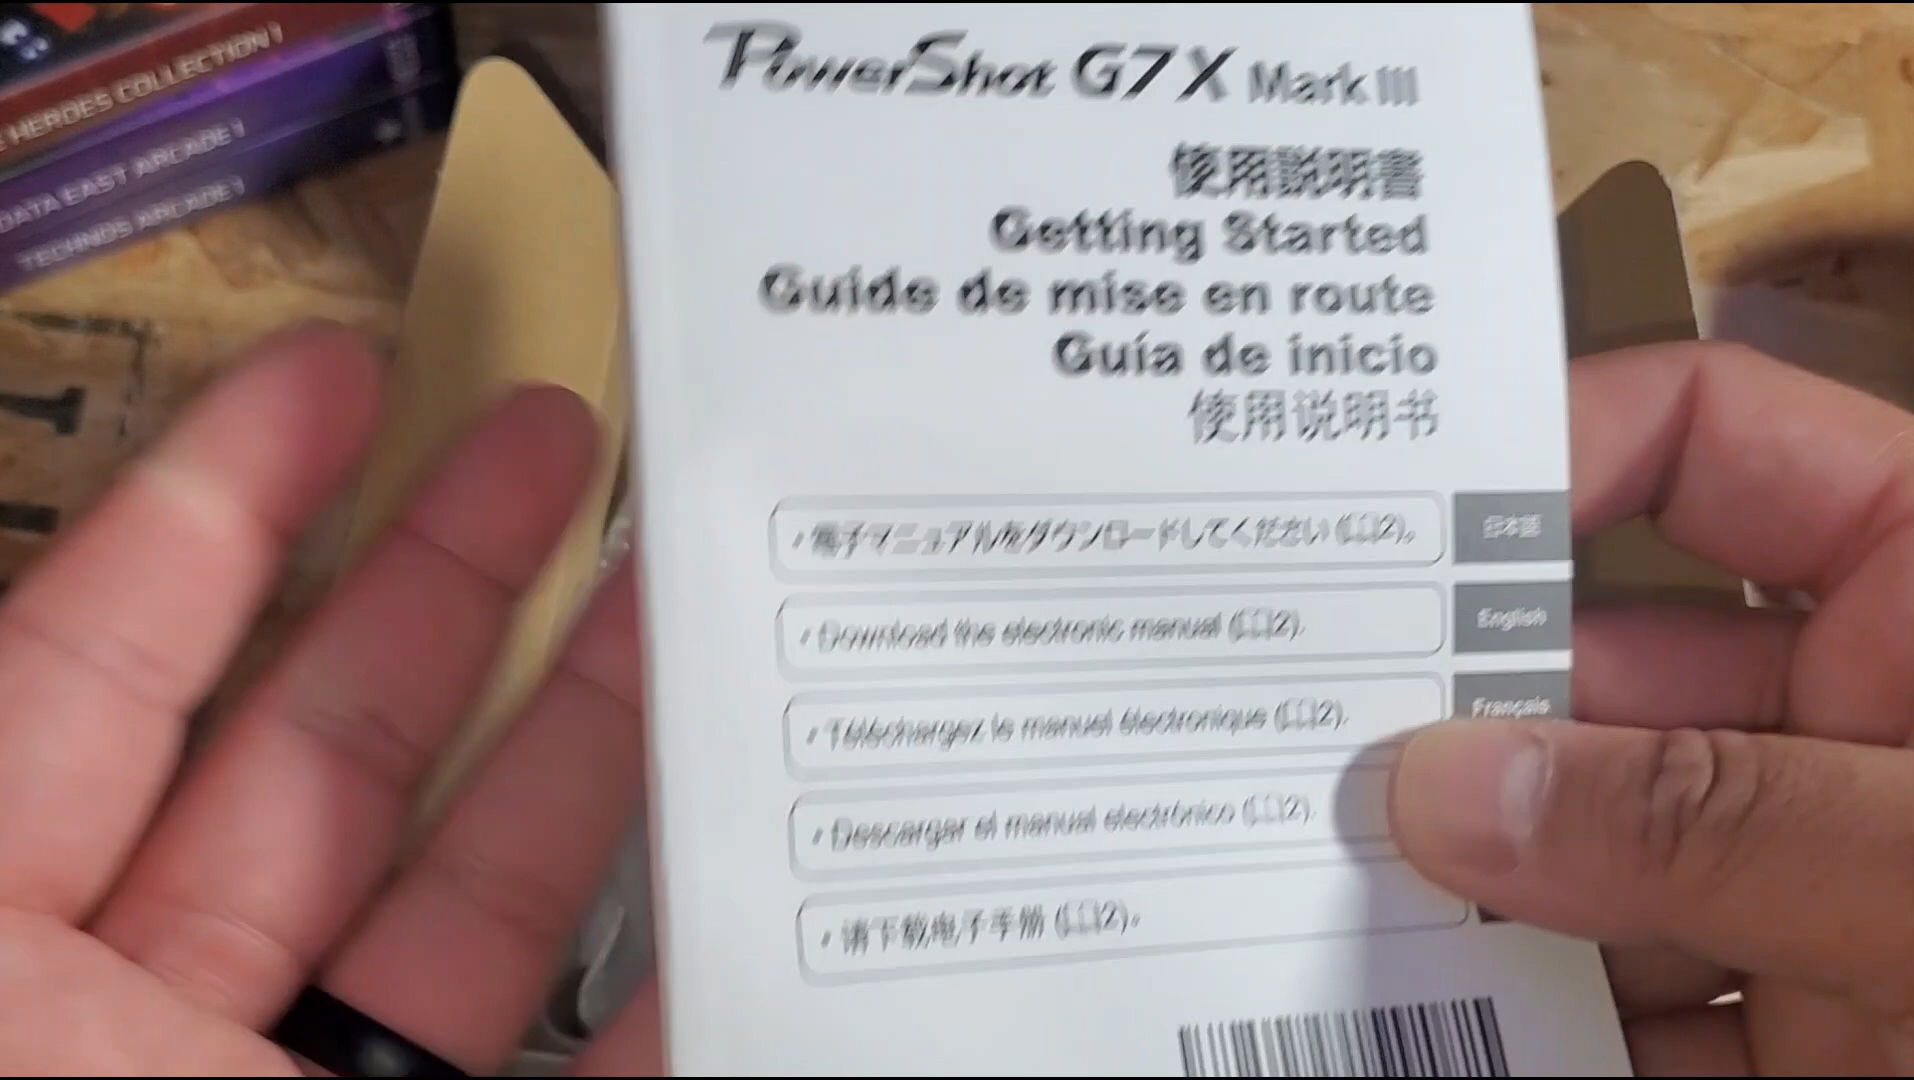 HEROES COLLECTION 1
DATA EAST ARCADE 1
TECHNOS ARCADE 1
PowerShot G7 X Mark III
使用説明書
Getting Started
Guide de mise en route
Guía de inicio
使用说明书
・電子マニュアルをダウンロードしてください (2)。
日本語
• Download the electronic manual (2).
English
• Téléchargez le manuel électronique (2).
Français
• Descargar el manual electrónico (2).
• 请下载电子手册 (2)。